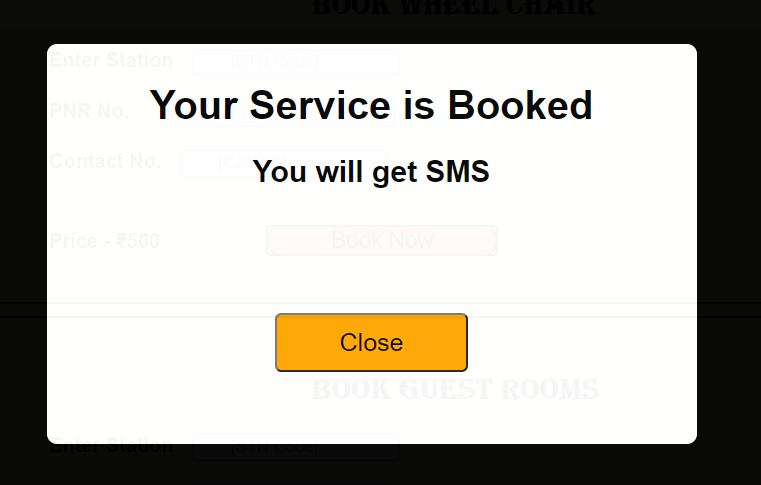 BOOK WHEEL CHAIR
Enter Station [STN Code]
PNR No.
Your Service is Booked
Contact No.
You will get SMS
Price - ₹500 Book Now
Close
BOOK GUEST ROOMS
Enter Station [STN Code]